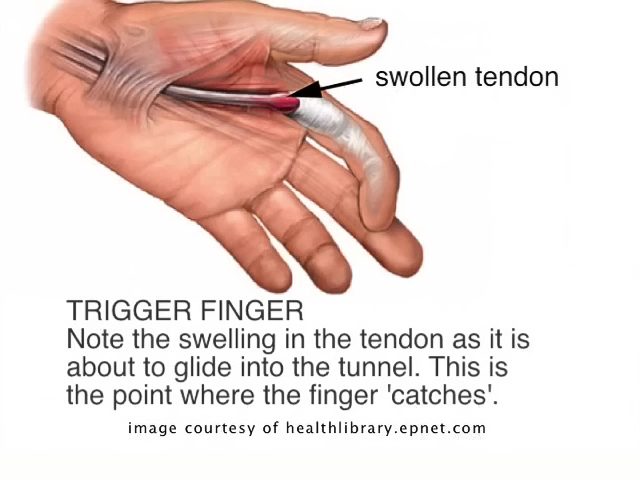 swollen tendon
TRIGGER FINGER
Note the swelling in the tendon as it is
about to glide into the tunnel. This is
the point where the finger 'catches'.
image courtesy of healthlibrary.epnet.com